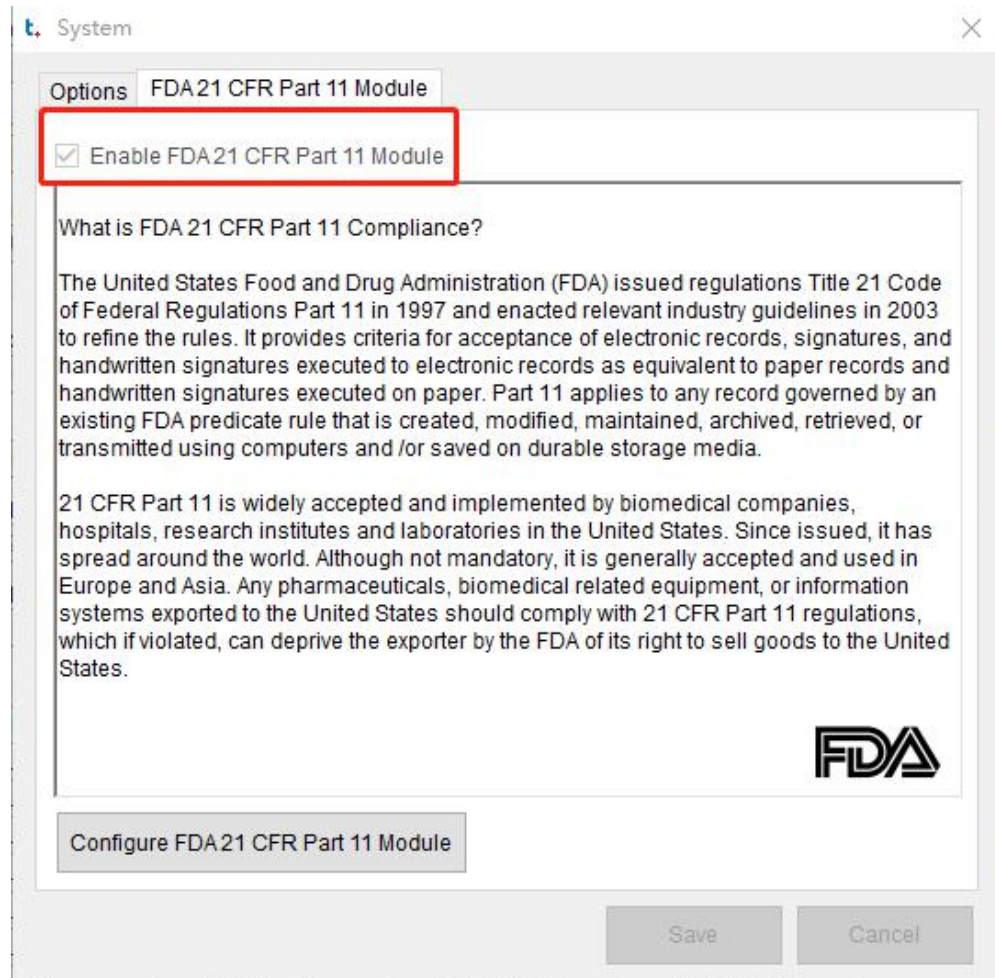 t. System
Options FDA 21 CFR Part 11 Module
Enable FDA 21 CFR Part 11 Module
What is FDA 21 CFR Part 11 Compliance?
The United States Food and Drug Administration (FDA) issued regulations Title 21 Code
of Federal Regulations Part 11 in 1997 and enacted relevant industry guidelines in 2003
to refine the rules. It provides criteria for acceptance of electronic records, signatures, and
handwritten signatures executed to electronic records as equivalent to paper records and
handwritten signatures executed on paper. Part 11 applies to any record governed by an
existing FDA predicate rule that is created, modified, maintained, archived, retrieved, or
transmitted using computers and /or saved on durable storage media.
21 CFR Part 11 is widely accepted and implemented by biomedical companies,
hospitals, research institutes and laboratories in the United States. Since issued, it has
spread around the world. Although not mandatory, it is generally accepted and used in
Europe and Asia. Any pharmaceuticals, biomedical related equipment, or information
systems exported to the United States should comply with 21 CFR Part 11 regulations,
which if violated, can deprive the exporter by the FDA of its right to sell goods to the United
States.
FDA
Configure FDA 21 CFR Part 11 Module
Save Cancel